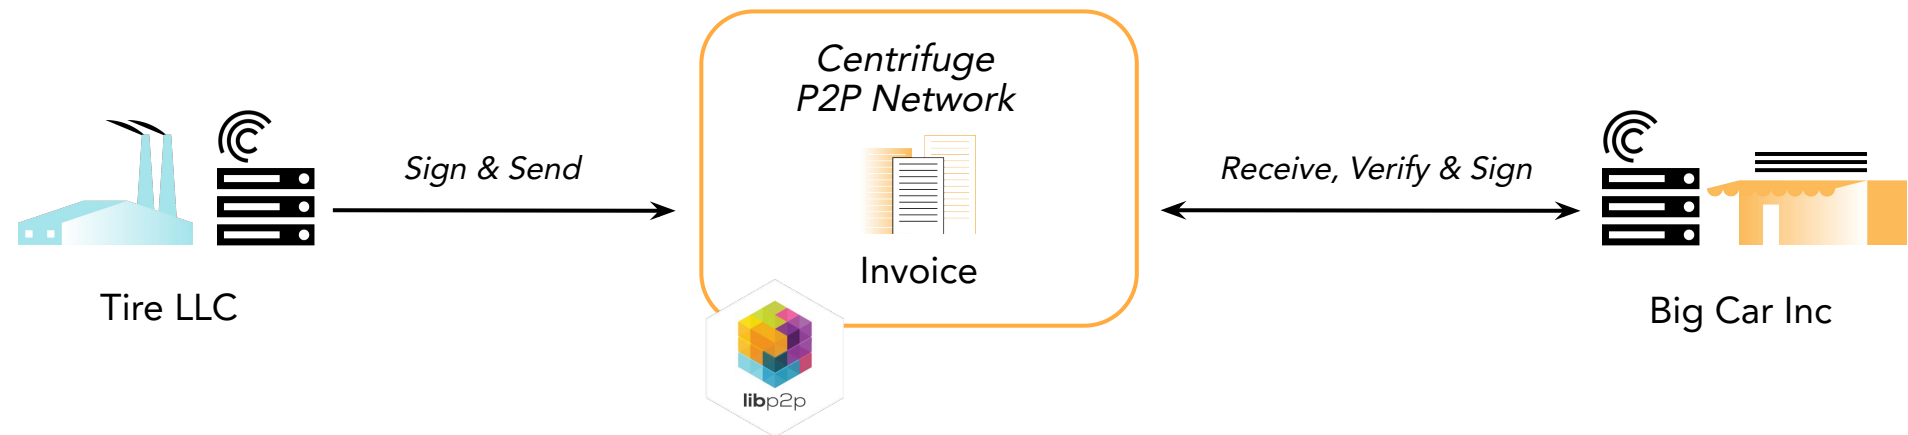 Centrifuge
P2P Network
Sign & Send
Receive, Verify & Sign
Invoice
Tire LLC
Big Car Inc
libp2p